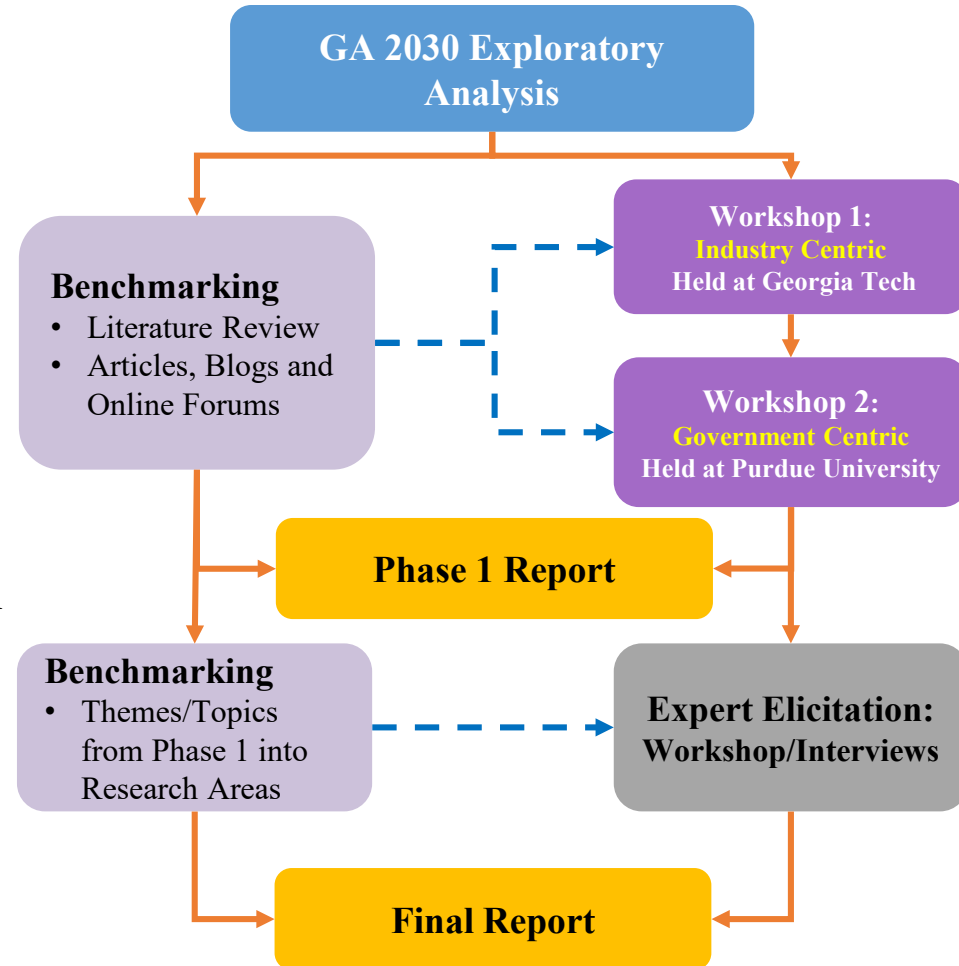 GA 2030 Exploratory
Analysis
Benchmarking
• Literature Review
• Articles, Blogs and
Online Forums
Workshop 1:
Industry Centric
Held at Georgia Tech
Workshop 2:
Government Centric
Held at Purdue University
Phase 1 Report
Benchmarking
• Themes/Topics
from Phase 1 into
Research Areas
Expert Elicitation:
Workshop/Interviews
Final Report